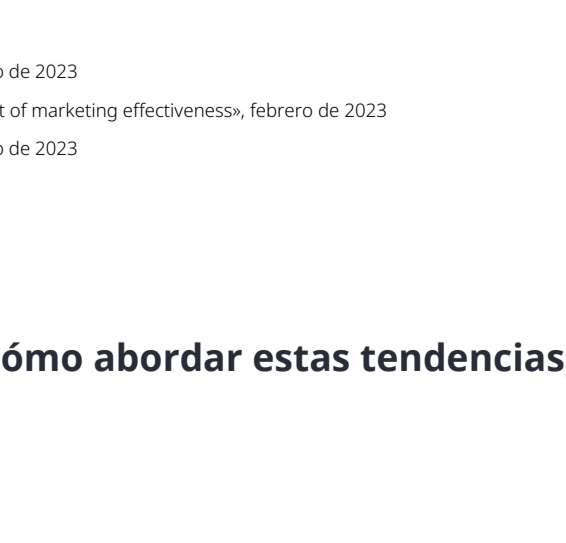 o de 2023
t of marketing effectiveness», febrero de 2023
o de 2023
ómo abordar estas tendencias